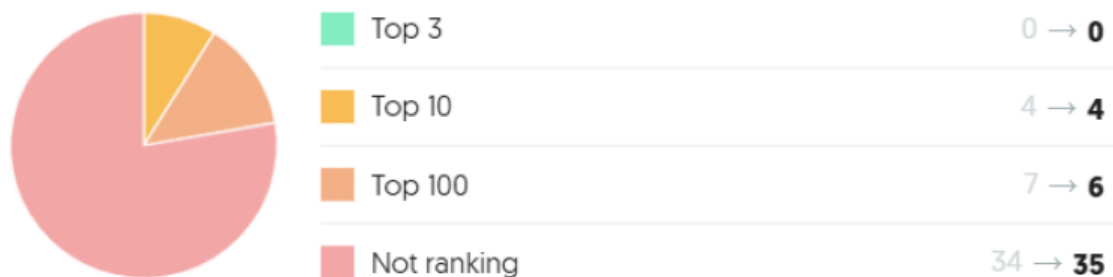 Top 3 0 → 0
Top 10 4 → 4
Top 100 7 → 6
Not ranking 34 → 35